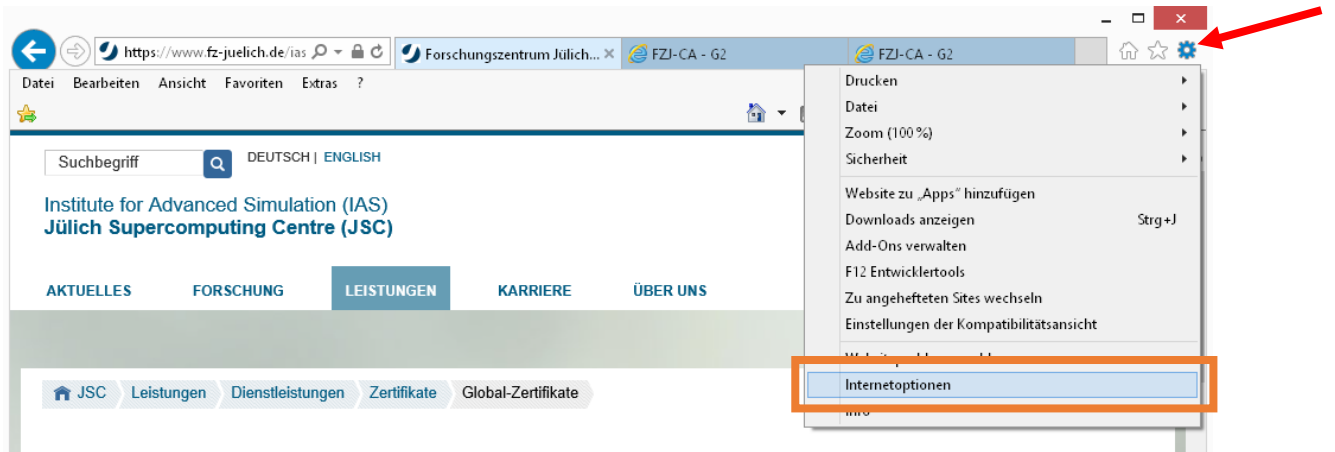 https://www.fz-juelich.de/ias
Forschungszentrum Jülich...
FZJ-CA - G2
FZJ-CA - G2
Datei Bearbeiten Ansicht Favoriten Extras ?
Suchbegriff
DEUTSCH | ENGLISH
Institute for Advanced Simulation (IAS)
Jülich Supercomputing Centre (JSC)
AKTUELLES FORSCHUNG LEISTUNGEN KARRIERE ÜBER UNS
JSC Leistungen Dienstleistungen Zertifikate Global-Zertifikate
Drucken
Datei
Zoom (100 %)
Sicherheit
Website zu „Apps“ hinzufügen
Downloads anzeigen Strg+J
Add-Ons verwalten
F12 Entwicklertools
Zu angehefteten Sites wechseln
Einstellungen der Kompatibilitätsansicht
Internetoptionen
Info